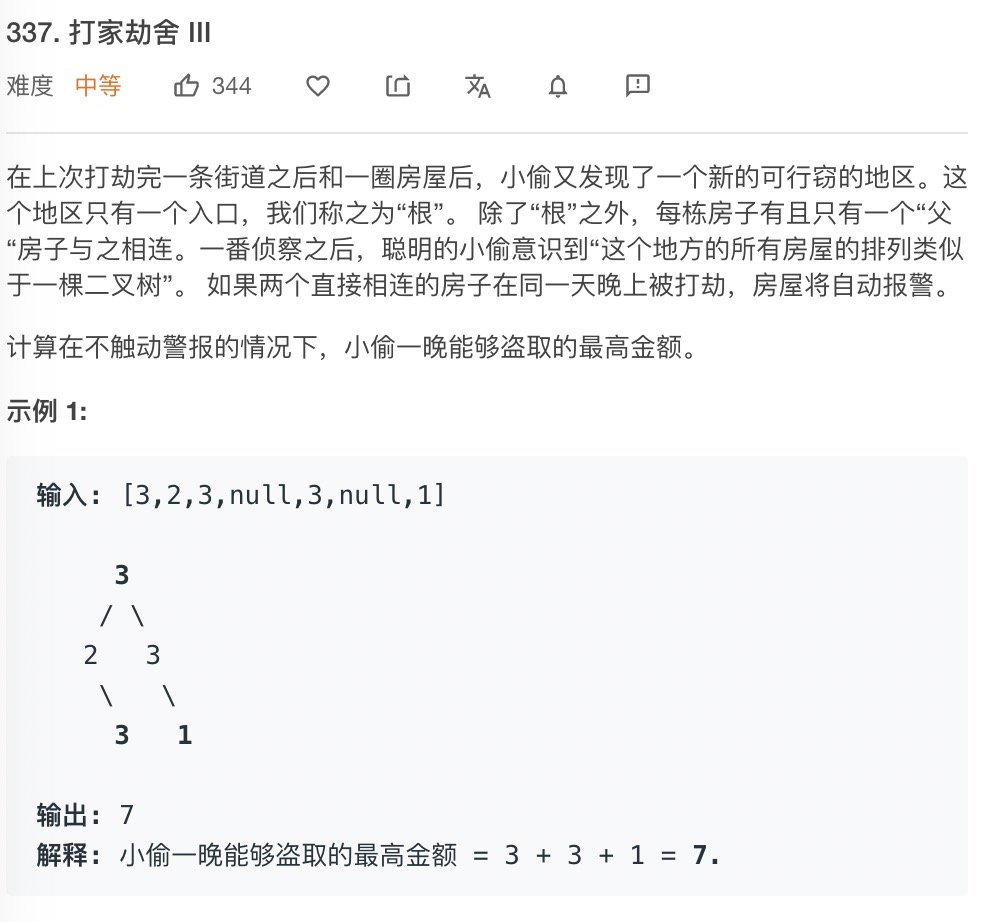 337. 打家劫舍 III
难度 中等 344
在上次打劫完一条街道之后和一圈房屋后，小偷又发现了一个新的可行窃的地区。这
个地区只有一个入口，我们称之为“根”。 除了“根”之外，每栋房子有且只有一个“父
“房子与之相连。一番侦察之后，聪明的小偷意识到“这个地方的所有房屋的排列类似
于一棵二叉树”。 如果两个直接相连的房子在同一天晚上被打劫，房屋将自动报警。
计算在不触动警报的情况下，小偷一晚能够盗取的最高金额。
示例 1:
输入: [3,2,3,null,3,null,1]
3
/ \
2 3
\ \
3 1
输出: 7
解释: 小偷一晚能够盗取的最高金额 = 3 + 3 + 1 = 7.